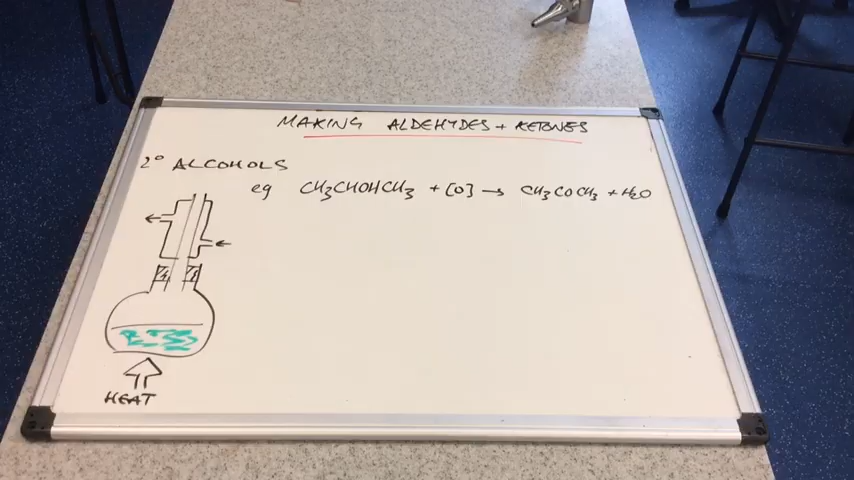 MAKING ALDEHYDES + KETONES
2° ALCOHOLS
eg CH₃CHOHCH₃ + [O] → CH₃COCH₃ + H₂O
HEAT